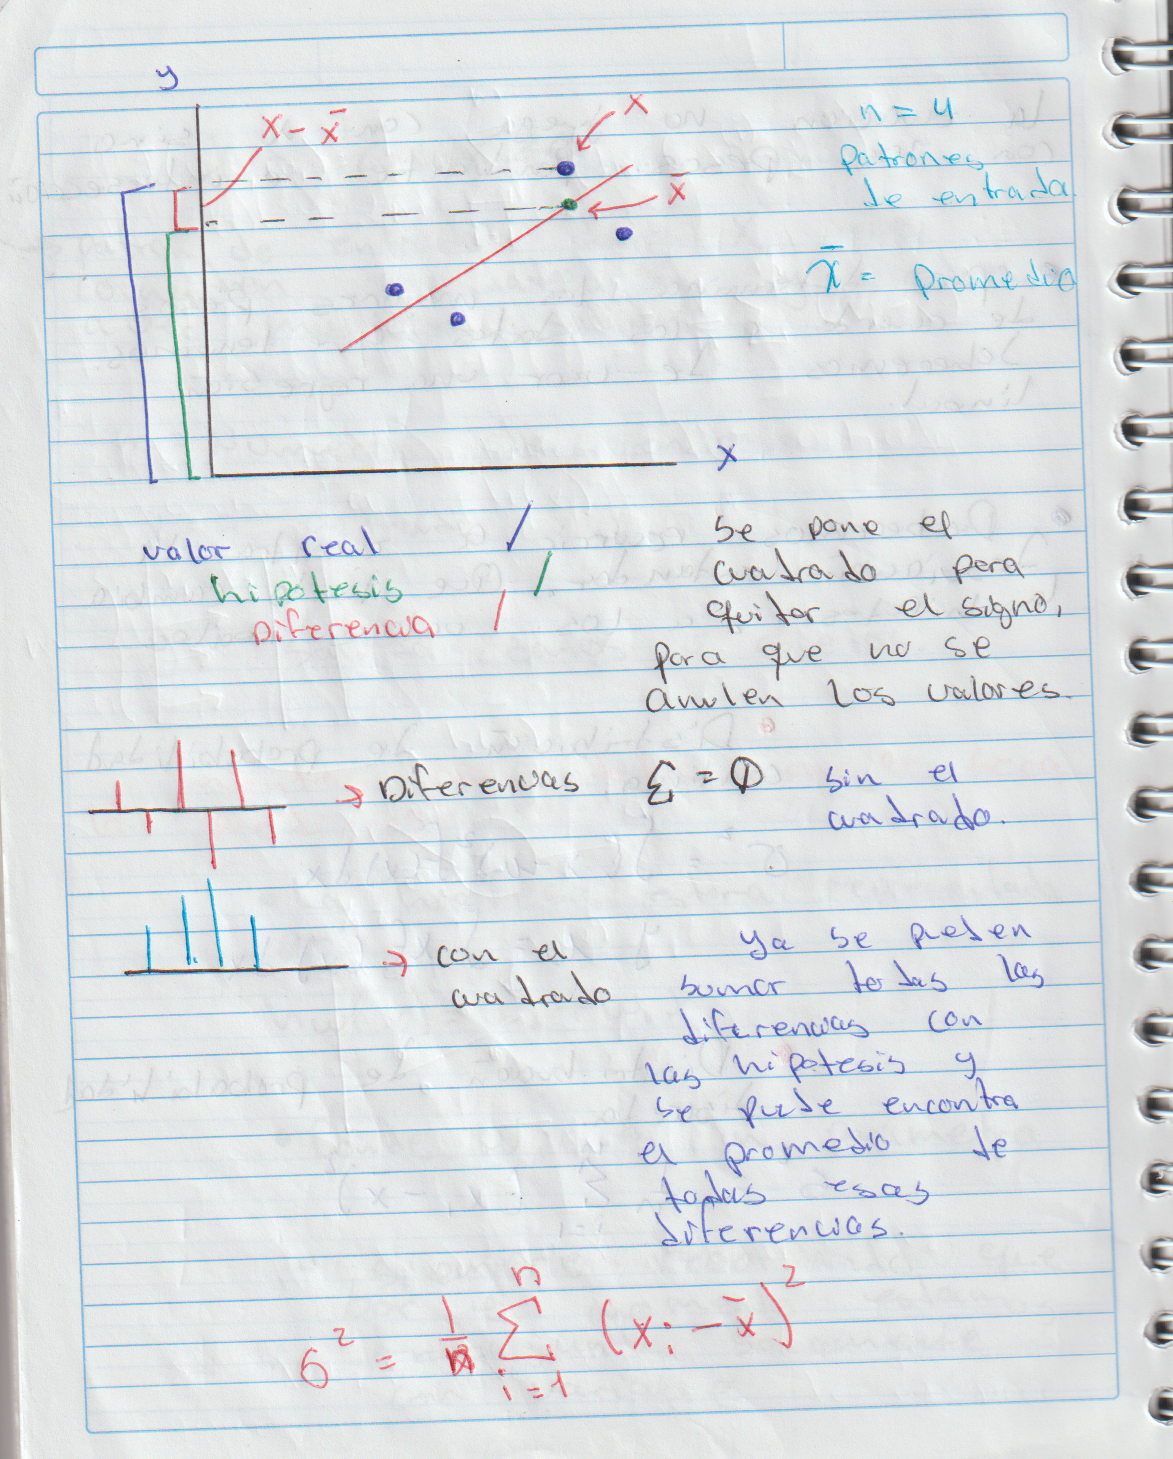 y
x - x̄
x
x̄
n = 4
patrones
de entrada
x̄ = promedio
x
valor real
hipotesis
Diferencia
Se pone el
cuadrado para
quitar el signo,
para que no se
anulen los valores.
→ Diferencias Σ = 0 sin el
cuadrado.
→ con el
cuadrado
ya se pueden
sumar todas las
diferencias con
las hipotesis y
se puede encontra
el promedio de
todas esas
diferencias.
σ² = 1/n Σ_{i=1}^{n} (xᵢ - x̄)²